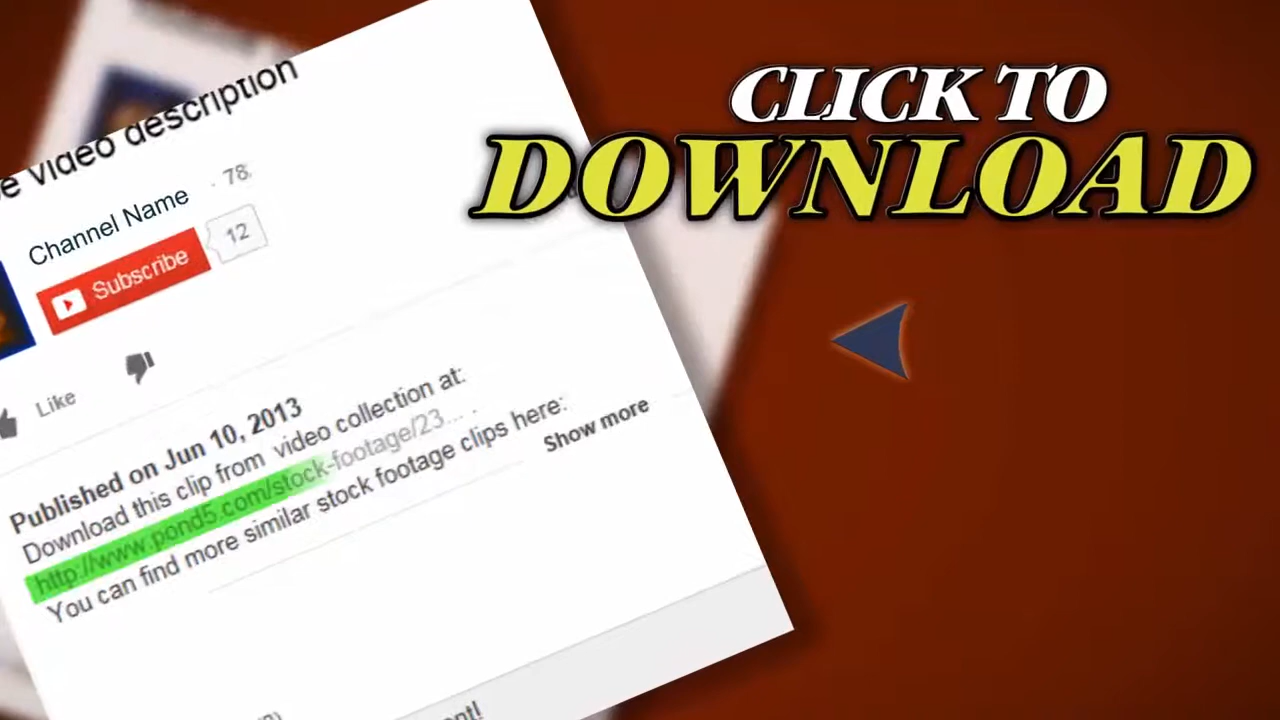 CLICK TO
DOWNLOAD
video description
Channel Name
78
Subscribe
12
Like
Published on Jun 10, 2013
Download this clip from video collection at:
http://www.pond5.com/stock-footage/23...
You can find more similar stock footage clips here:
Show more